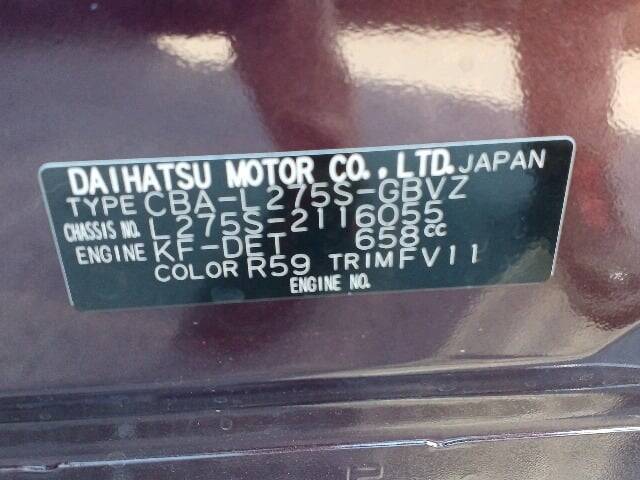 DAIHATSU MOTOR CO., LTD. JAPAN
TYPE CBA-L275S-GBVZ
CHASSIS NO. L275S-2116055
ENGINE KF-DET 658cc
COLOR R59 TRIM FV11
ENGINE NO.